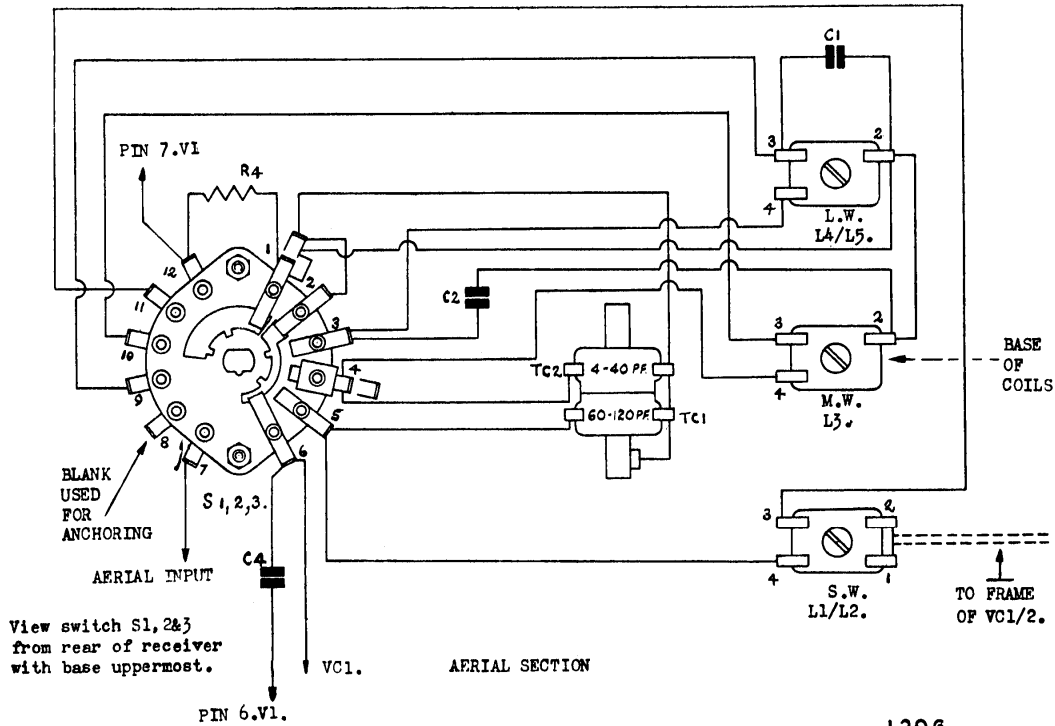 C1
3
2
PIN 7.V1
R4
4
L.W.
L4/L5.
1
12
2
11
C2
3
3
2
10
4
TC2
4-40 PF.
BASE
OF
COILS
9
5
60-120 PF.
TC1
4
M.W.
L3.
8
7
6
BLANK
USED
FOR
ANCHORING
S 1,2,3.
3
2
C4
AERIAL INPUT
4
1
S.W.
L1/L2.
TO FRAME
OF VC1/2.
View switch S1, 2&3
from rear of receiver
with base uppermost.
VC1.
AERIAL SECTION
PIN 6.V1.